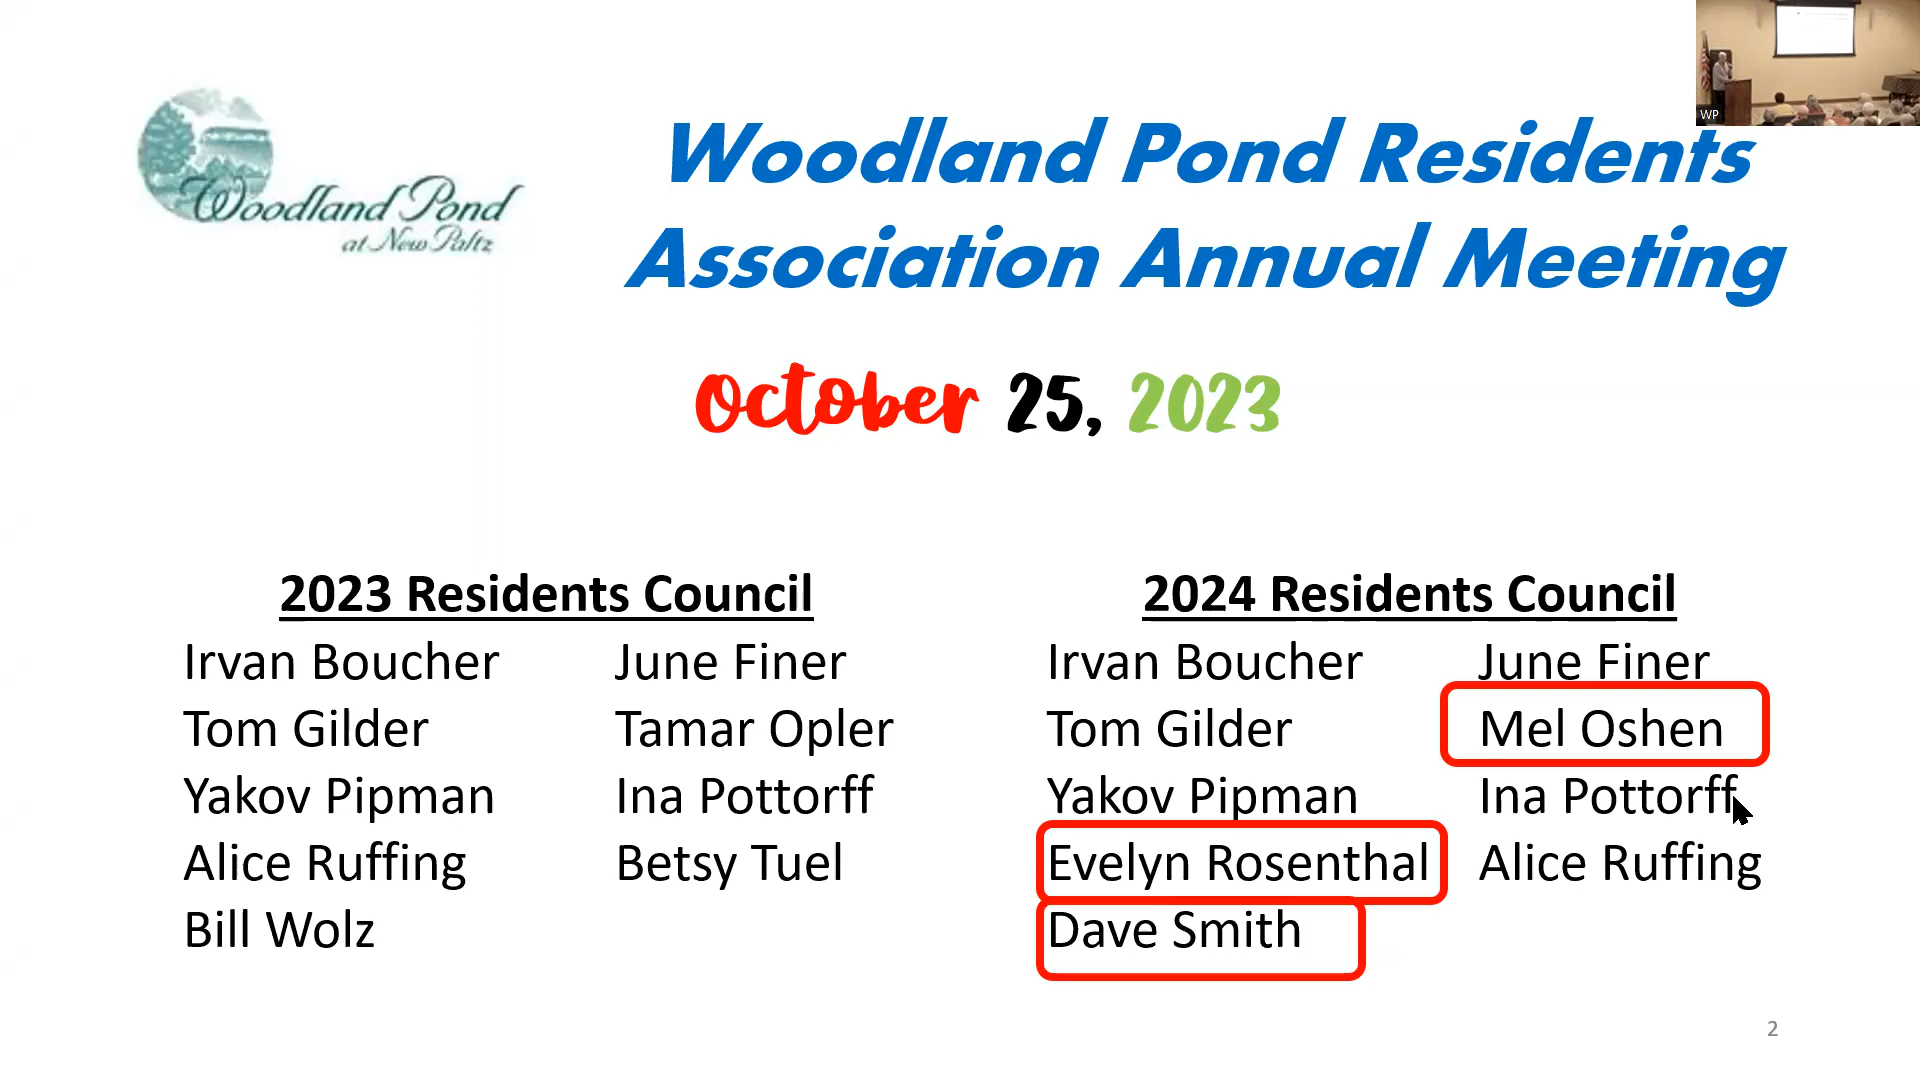 WP
Woodland Pond
at New Paltz
Woodland Pond Residents
Association Annual Meeting
October 25, 2023
2023 Residents Council
Irvan Boucher June Finer
Tom Gilder Tamar Opler
Yakov Pipman Ina Pottorff
Alice Ruffing Betsy Tuel
Bill Wolz
2024 Residents Council
Irvan Boucher June Finer
Tom Gilder Mel Oshen
Yakov Pipman Ina Pottorff
Evelyn Rosenthal Alice Ruffing
Dave Smith
2